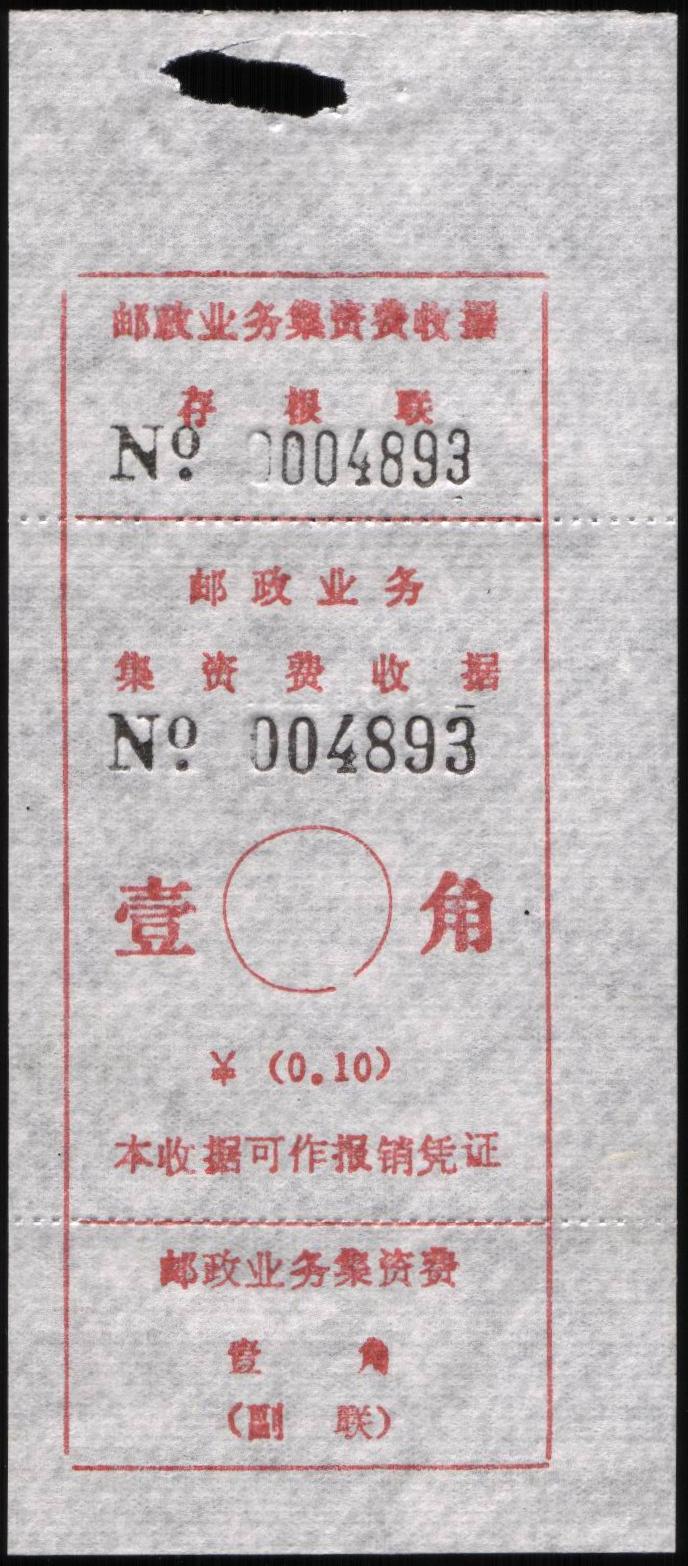 邮政业务集资费收据
存根联
№ 0004893
邮政业务
集资费收据
№ 004893
壹角
¥ (0.10)
本收据可作报销凭证
邮政业务集资费
壹角
(副联)